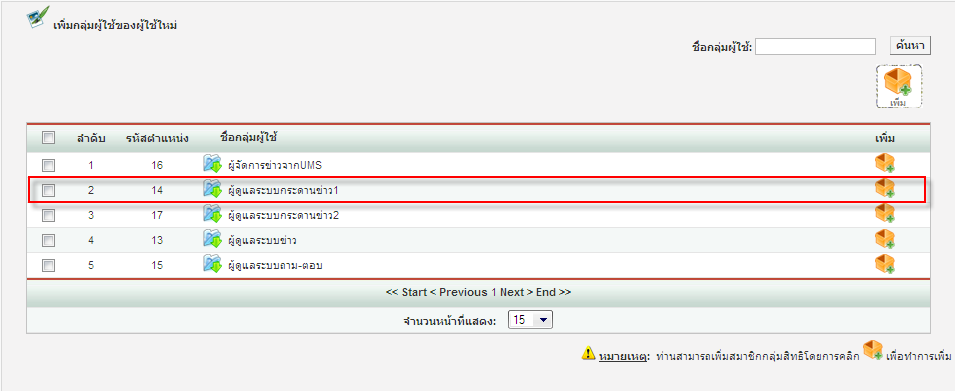 เพิ่มกลุ่มผู้ใช้ของผู้ใช้ใหม่
ชื่อกลุ่มผู้ใช้: ค้นหา
เพิ่ม
ลำดับ รหัสตำแหน่ง ชื่อกลุ่มผู้ใช้ เพิ่ม
1 16 ผู้จัดการข่าวจากUMS
2 14 ผู้ดูแลระบบกระดานข่าว1
3 17 ผู้ดูแลระบบกระดานข่าว2
4 13 ผู้ดูแลระบบข่าว
5 15 ผู้ดูแลระบบถาม-ตอบ
<< Start < Previous 1 Next > End >>
จำนวนหน้าที่แสดง: 15
หมายเหตุ: ท่านสามารถเพิ่มสมาชิกกลุ่มสิทธิโดยการคลิก เพื่อทำการเพิ่ม